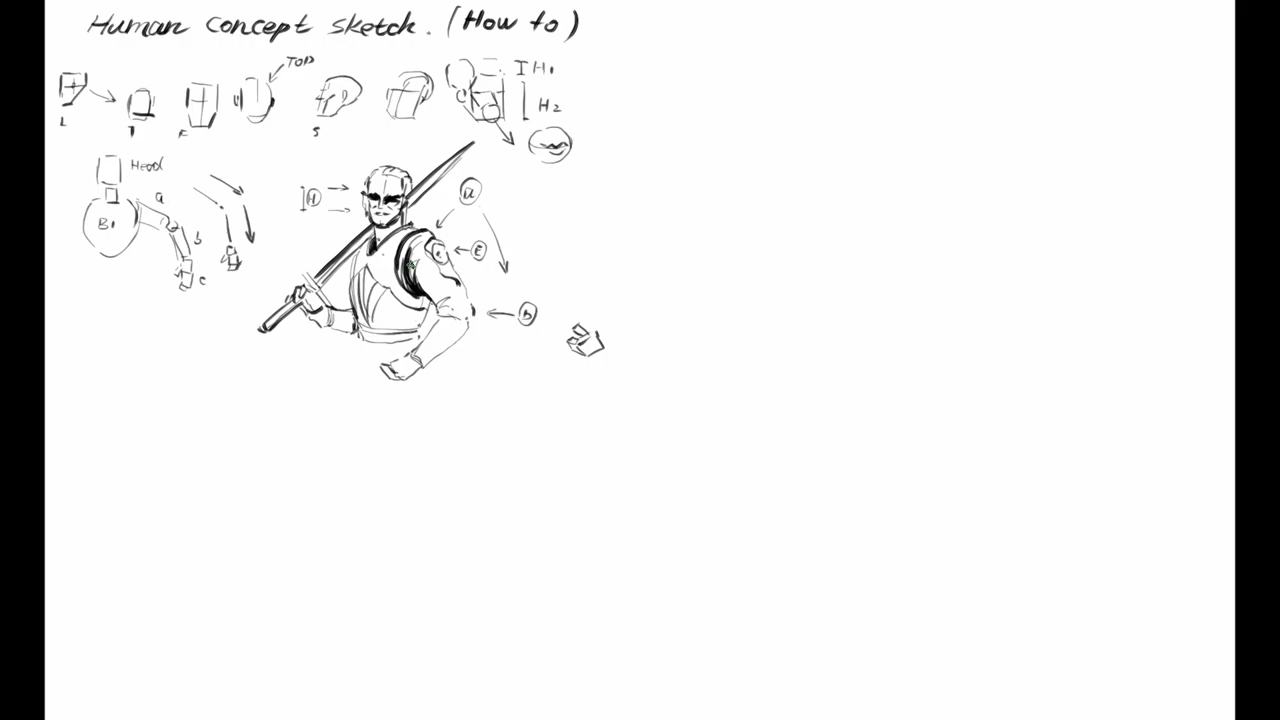 Human concept sketch. (How to)
TOP
H1
H2
L
T
F
S
Head
a
B1
b
c
H
a
E
b